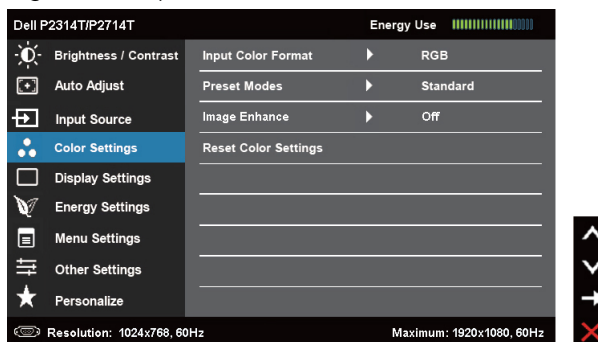 Dell P2314T/P2714T Energy Use
Brightness / Contrast Input Color Format RGB
Auto Adjust Preset Modes Standard
Input Source Image Enhance Off
Color Settings Reset Color Settings
Display Settings
Energy Settings
Menu Settings
Other Settings
Personalize
Resolution: 1024x768, 60Hz Maximum: 1920x1080, 60Hz